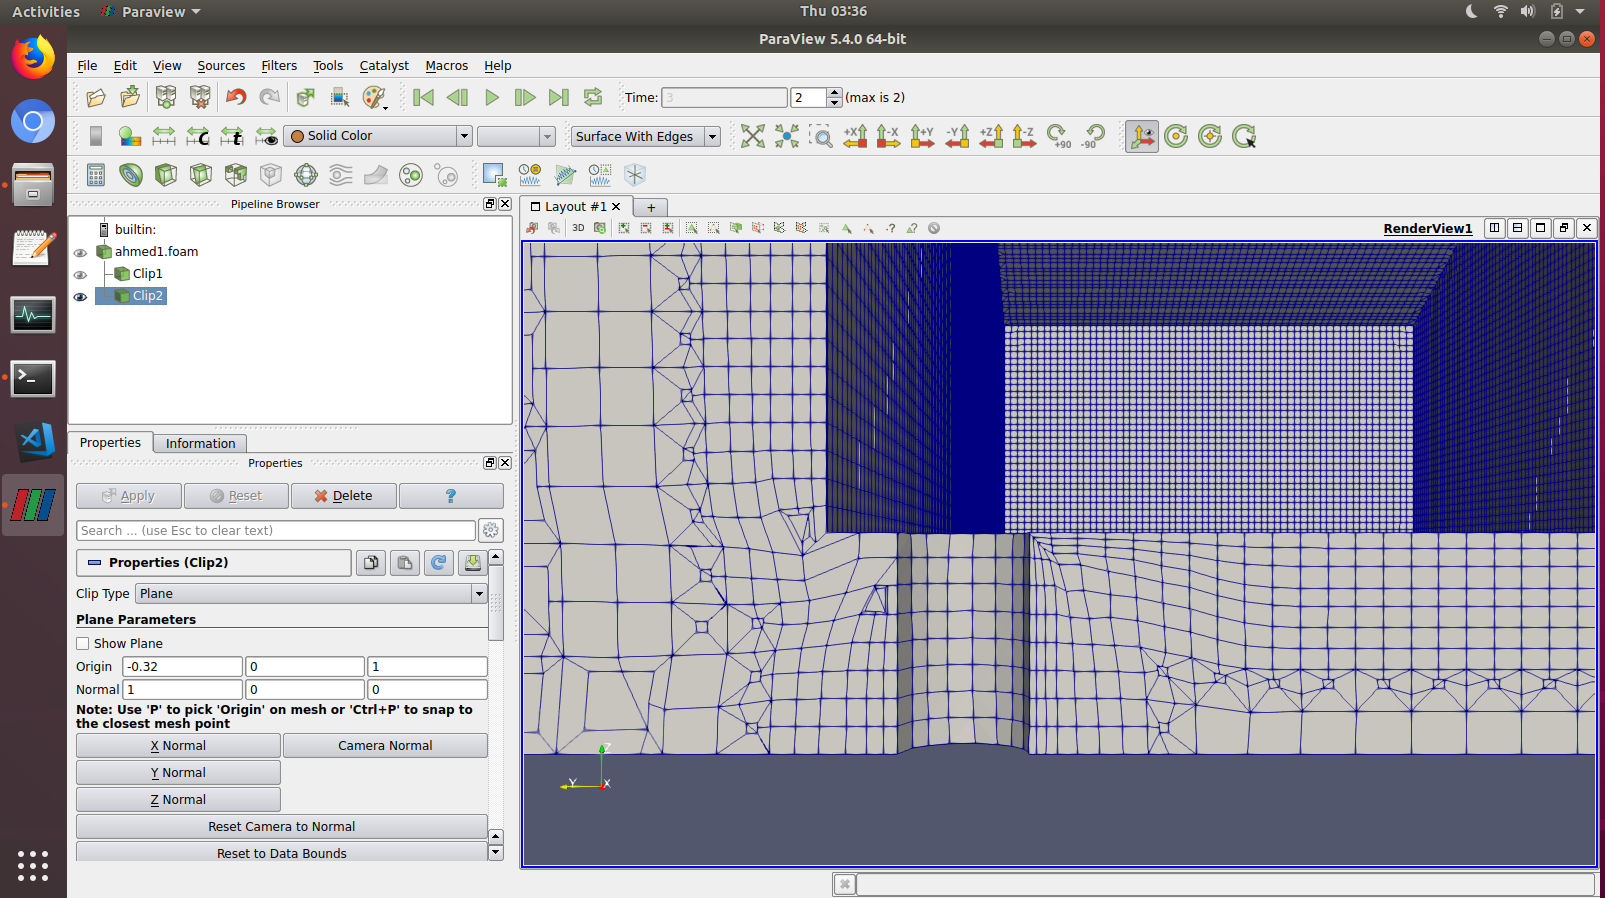 Activities Paraview Thu 03:36
ParaView 5.4.0 64-bit
File Edit View Sources Filters Tools Catalyst Macros Help
Time: 3 2 (max is 2)
Solid Color Surface With Edges +X -X +Y -Y +Z -Z +90 -90
Pipeline Browser
Layout #1 +
builtin:
3D
RenderView1
ahmed1.foam
Clip1
Clip2
Properties Information
Properties
Apply Reset Delete ?
Search ... (use Esc to clear text)
Properties (Clip2)
Clip Type Plane
Plane Parameters
Show Plane
Origin -0.32 0 1
Normal 1 0 0
Note: Use 'P' to pick 'Origin' on mesh or 'Ctrl+P' to snap to
the closest mesh point
X Normal Camera Normal
Y Normal
Z Normal
Reset Camera to Normal
Reset to Data Bounds
Z
Y X